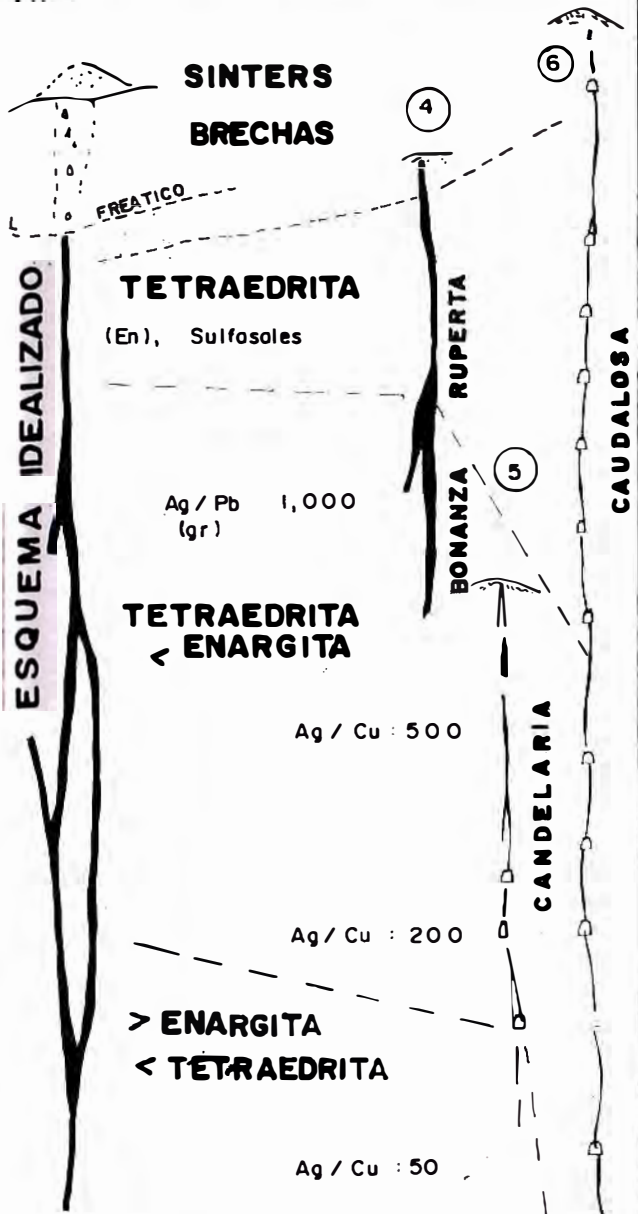 SINTERS
BRECHAS
FREATICO
TETRAEDRITA
(En), Sulfosales
Ag / Pb 1,000
(gr)
TETRAEDRITA
< ENARGITA
Ag / Cu : 500
Ag / Cu : 200
> ENARGITA
< TETRAEDRITA
Ag / Cu : 50
ESQUEMA IDEALIZADO
4
BONANZA RUPERTA
5
CANDELARIA
6
CAUDALOSA